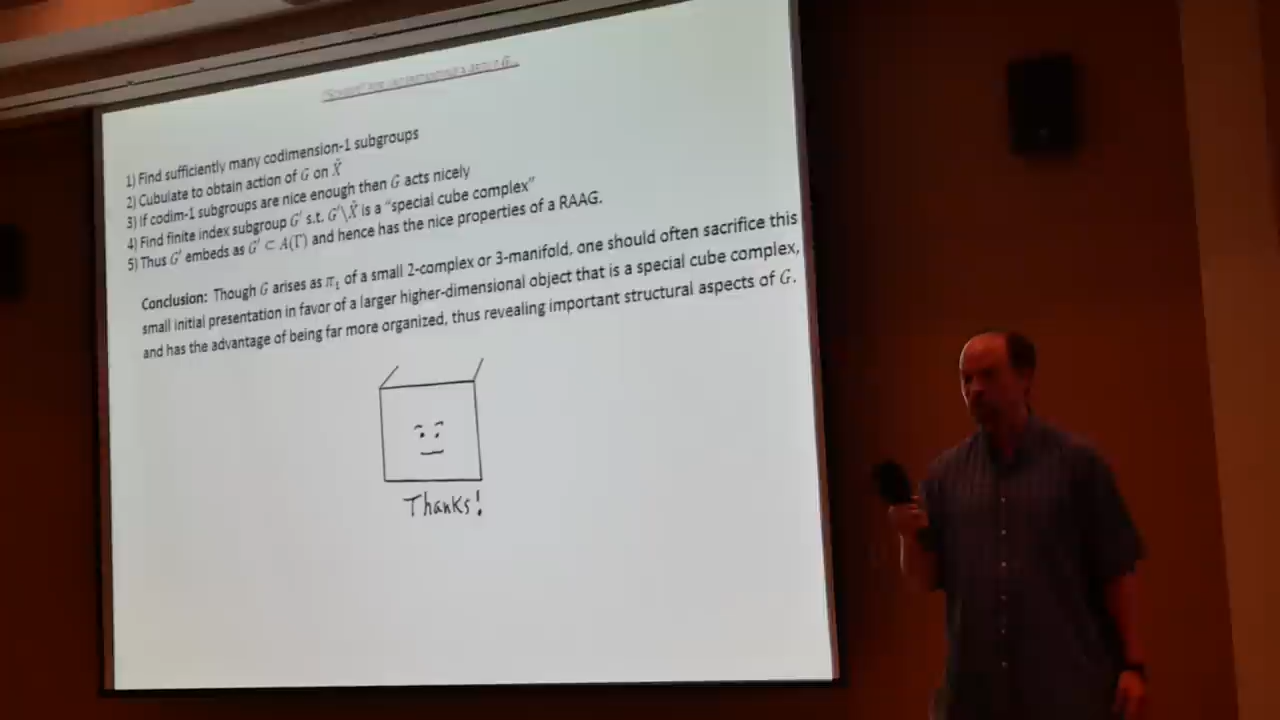 1) Find sufficiently many codimension-1 subgroups
2) Cubulate to obtain action of G on X̃
3) If codim-1 subgroups are nice enough then G acts nicely
4) Find finite index subgroup G' s.t. G'\X̃ is a "special cube complex"
5) Thus G' embeds as G' ⊂ A(Γ) and hence has the nice properties of a RAAG.
Conclusion: Though G arises as π₁ of a small 2-complex or 3-manifold, one should often sacrifice this
small initial presentation in favor of a larger higher-dimensional object that is a special cube complex,
and has the advantage of being far more organized, thus revealing important structural aspects of G.
Thanks!